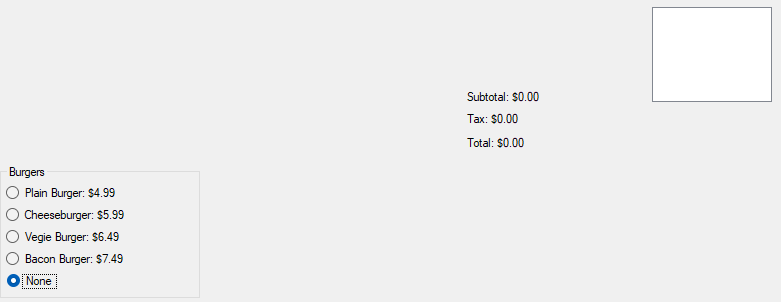 Subtotal: $0.00
Tax: $0.00
Total: $0.00
Burgers
Plain Burger: $4.99
Cheeseburger: $5.99
Vegie Burger: $6.49
Bacon Burger: $7.49
None